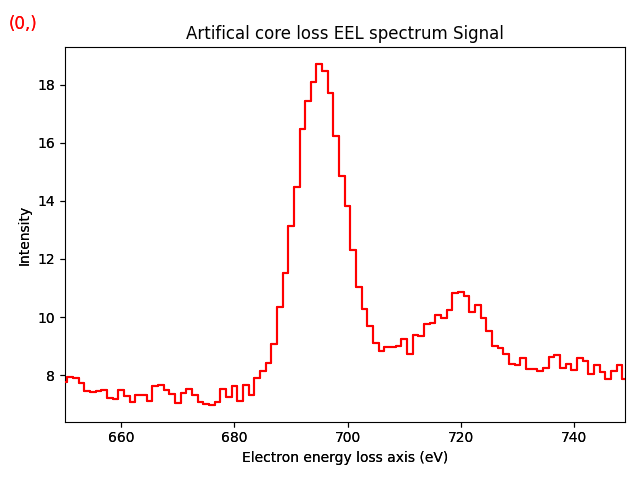 (0,)
Artifical core loss EEL spectrum Signal
18
16
14
12
10
8
Intensity
660 680 700 720 740
Electron energy loss axis (eV)